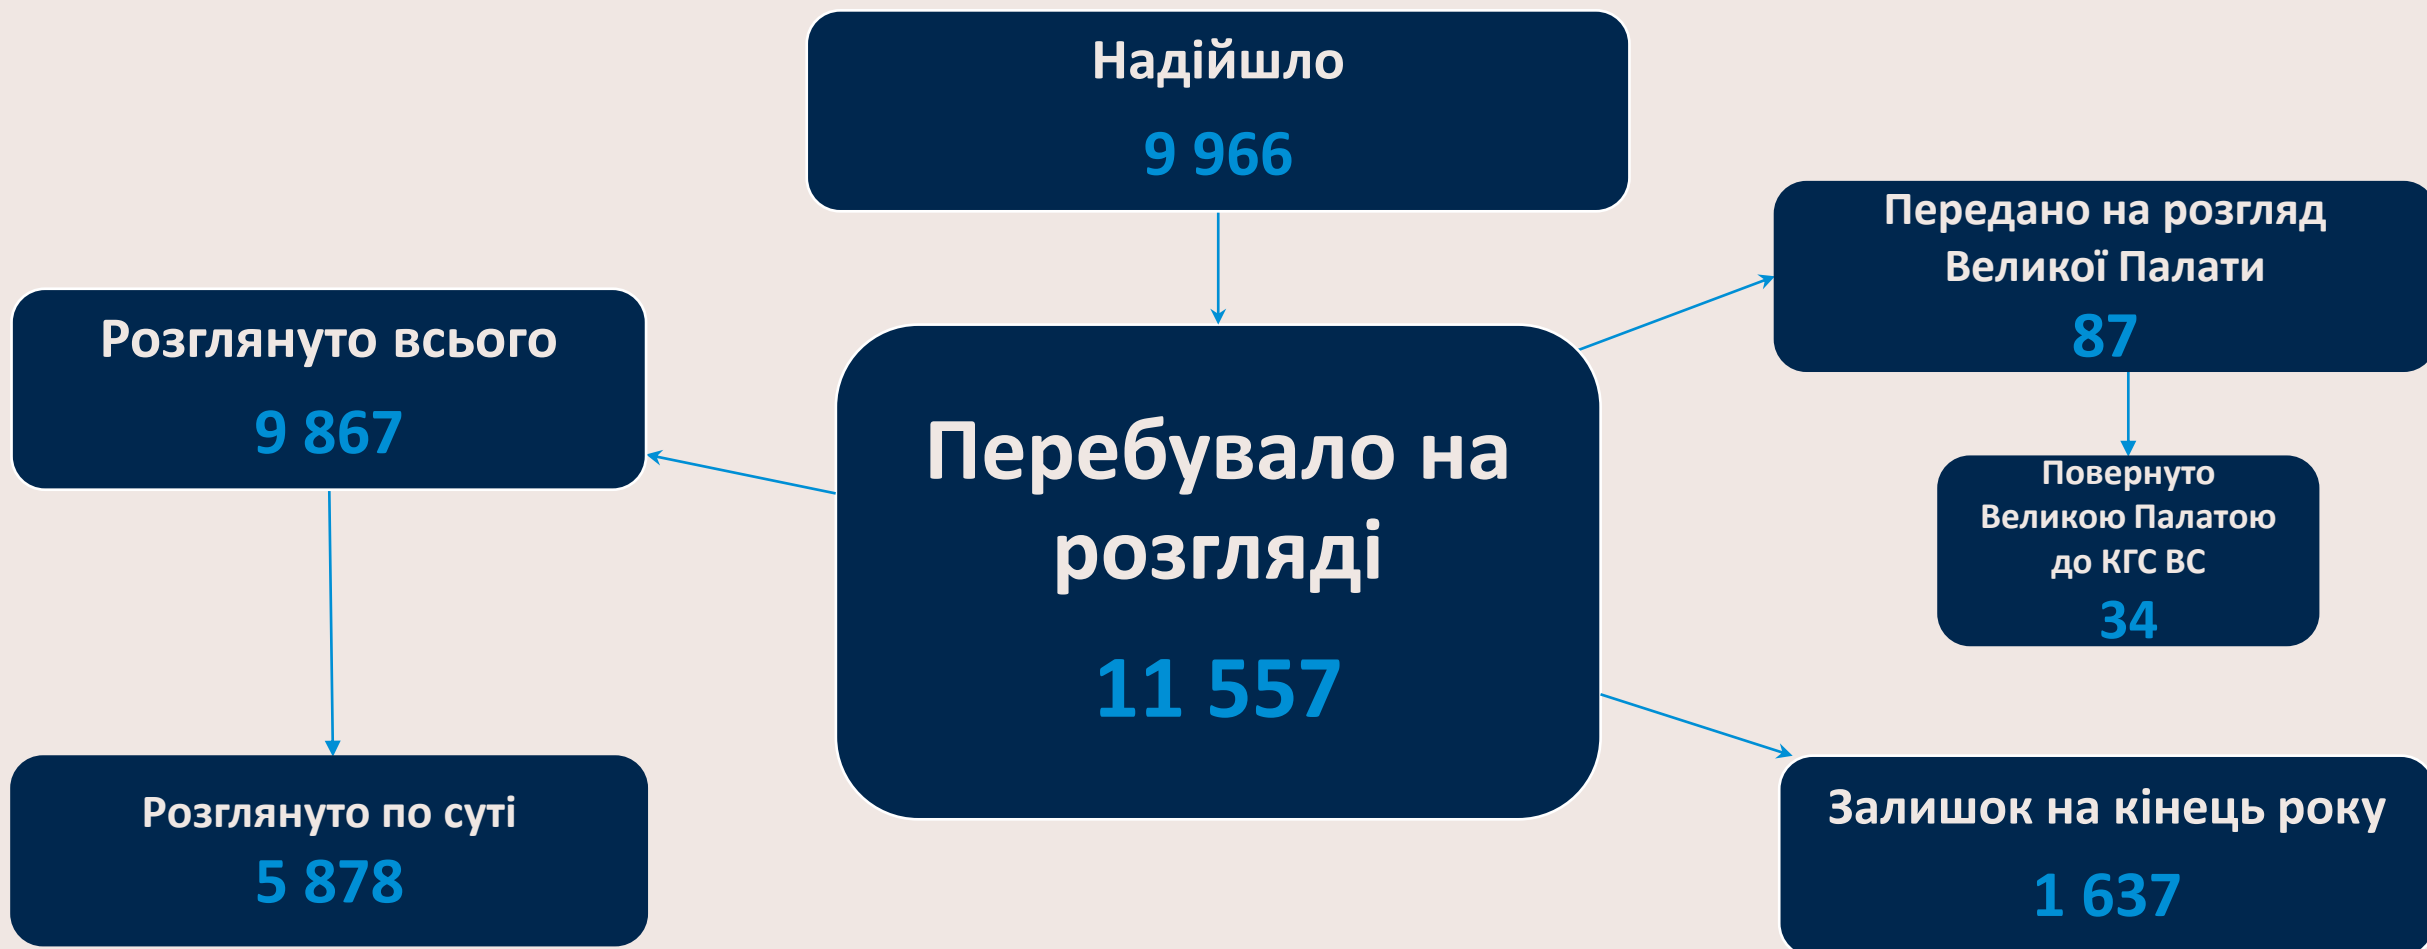 Надійшло
9 966
Передано на розгляд
Великої Палати
87
Розглянуто всього
9 867
Перебувало на
розгляді
11 557
Повернуто
Великою Палатою
до КГС ВС
34
Розглянуто по суті
5 878
Залишок на кінець року
1 637